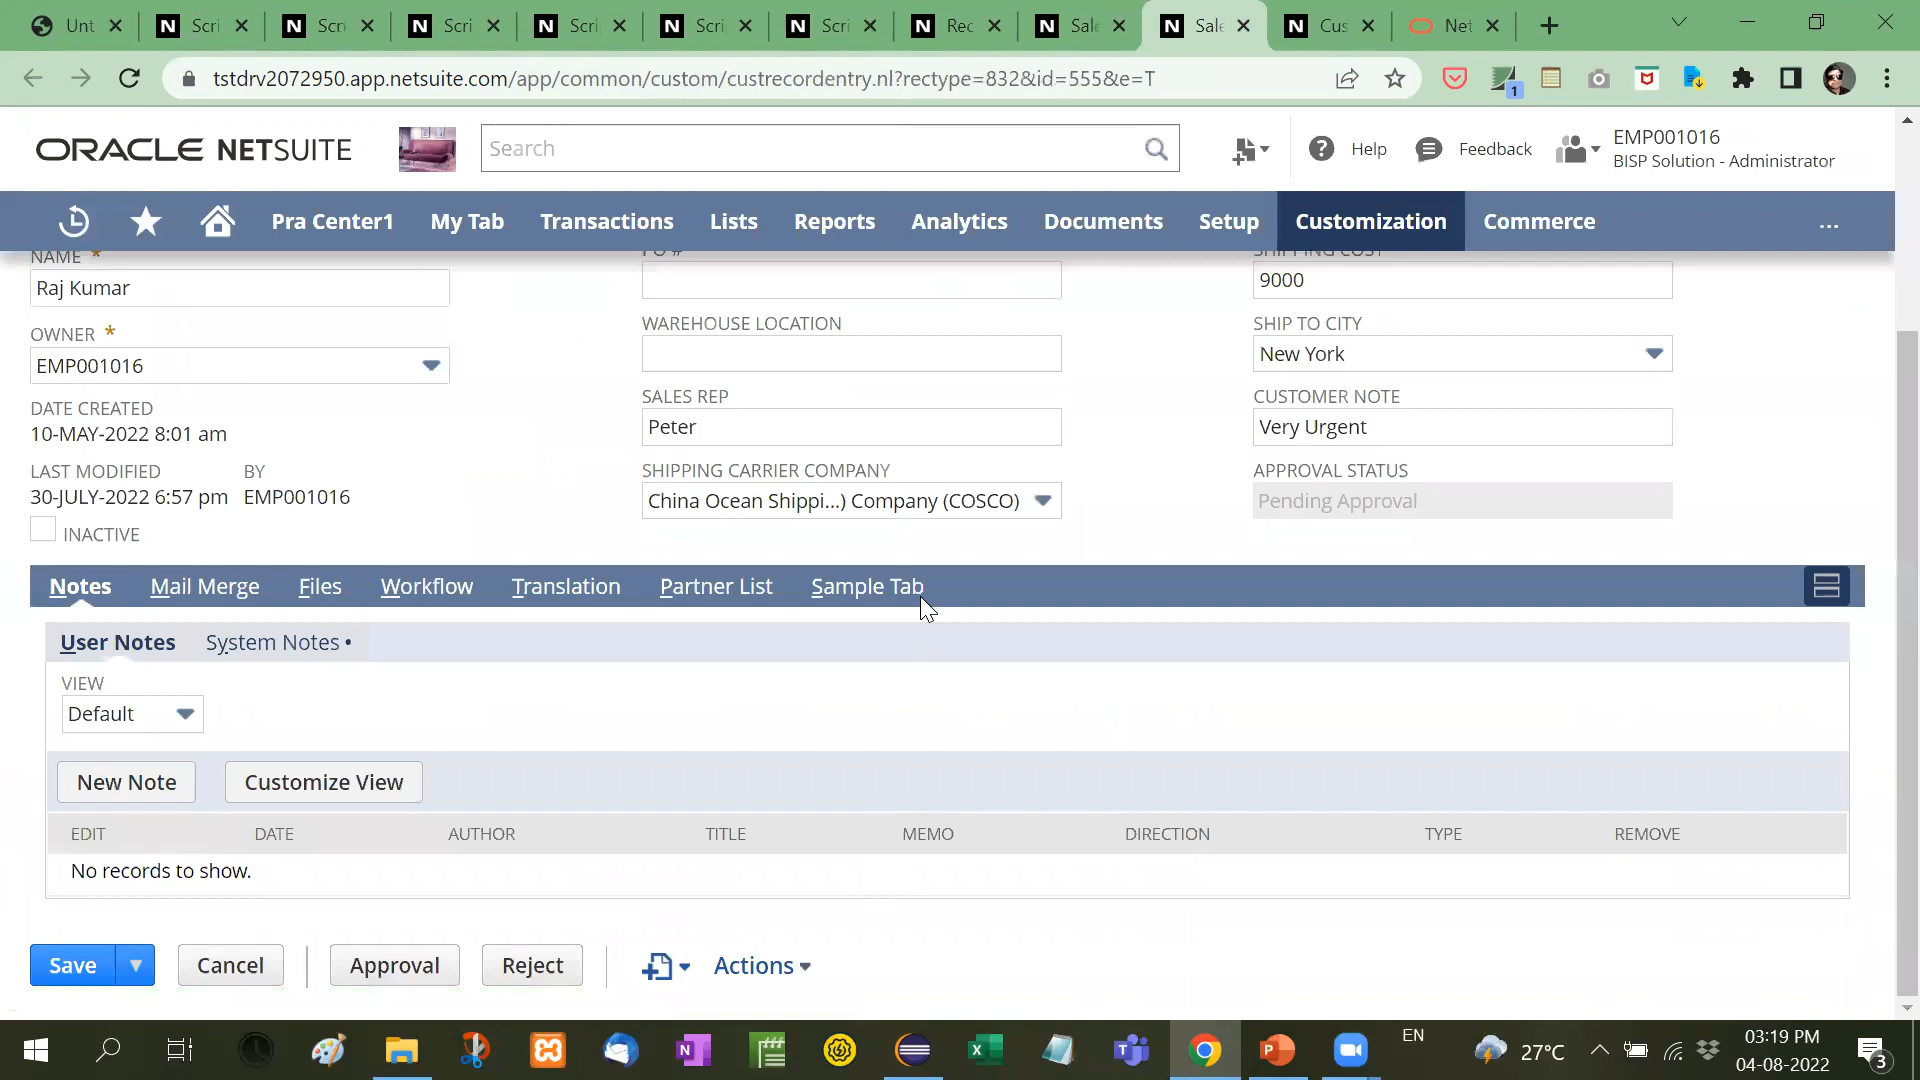 Unt
Scri
Scri
Scri
Scri
Scri
Scri
Rec
Sale
Sale
Cus
Net
tstdrv2072950.app.netsuite.com/app/common/custom/custrecordentry.nl?rectype=832&id=555&e=T
1
ORACLE NETSUITE
Search
Help
Feedback
EMP001016
BISP Solution - Administrator
Pra Center1
My Tab
Transactions
Lists
Reports
Analytics
Documents
Setup
Customization
Commerce
...
NAME *
Raj Kumar
OWNER *
EMP001016
DATE CREATED
10-MAY-2022 8:01 am
LAST MODIFIED BY
30-JULY-2022 6:57 pm EMP001016
INACTIVE
PO #
WAREHOUSE LOCATION
SALES REP
Peter
SHIPPING CARRIER COMPANY
China Ocean Shippi...) Company (COSCO)
SHIPPING COST
9000
SHIP TO CITY
New York
CUSTOMER NOTE
Very Urgent
APPROVAL STATUS
Pending Approval
Notes Mail Merge Files Workflow Translation Partner List Sample Tab
User Notes System Notes •
VIEW
Default
New Note Customize View
EDIT DATE AUTHOR TITLE MEMO DIRECTION TYPE REMOVE
No records to show.
Save Cancel Approval Reject Actions
EN
27°C
03:19 PM
04-08-2022
3